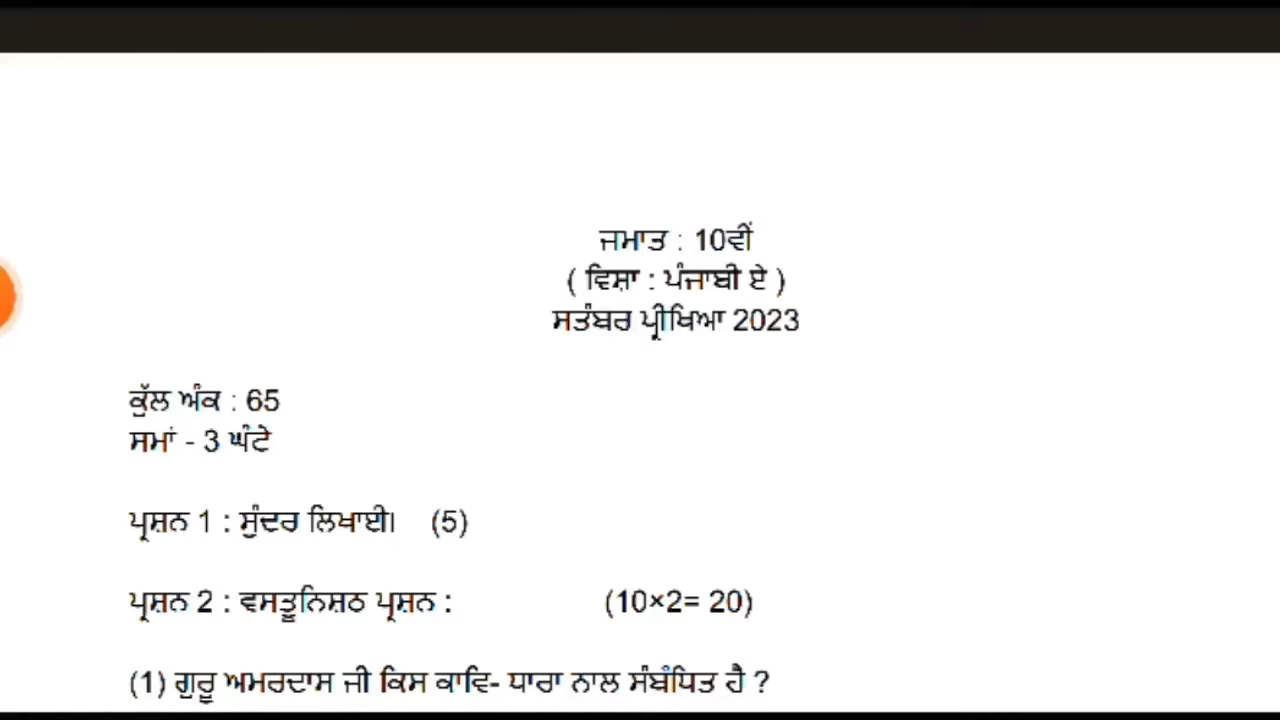 ਜਮਾਤ : 10ਵੀਂ
( ਵਿਸ਼ਾ : ਪੰਜਾਬੀ ਏ )
ਸਤੰਬਰ ਪ੍ਰੀਖਿਆ 2023
ਕੁੱਲ ਅੰਕ : 65
ਸਮਾਂ - 3 ਘੰਟੇ
ਪ੍ਰਸ਼ਨ 1 : ਸੁੰਦਰ ਲਿਖਾਈ। (5)
ਪ੍ਰਸ਼ਨ 2 : ਵਸਤੂਨਿਸ਼ਠ ਪ੍ਰਸ਼ਨ : (10×2= 20)
(1) ਗੁਰੂ ਅਮਰਦਾਸ ਜੀ ਕਿਸ ਕਾਵਿ- ਧਾਰਾ ਨਾਲ ਸੰਬੰਧਿਤ ਹੈ ?